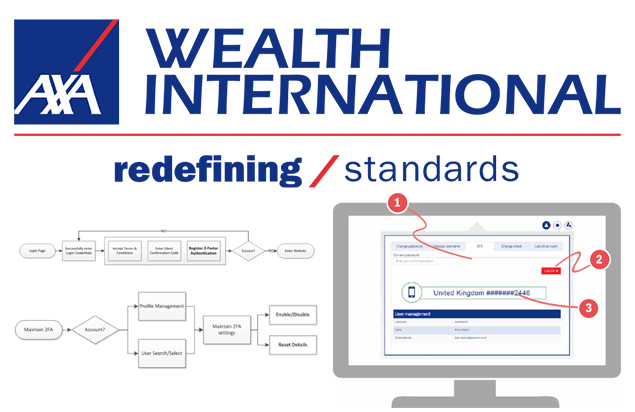 AXA
WEALTH
INTERNATIONAL
redefining / standards
NO
Login Page
Successfully enter
Login Credentials
Accept Terms &
Conditions
Enter Client
Confirmation Code
Register 2-Factor
Authentication
Success?
YES
Enter Website
Maintain 2FA
Account?
Profile Management
User Search/Select
Maintain 2FA
settings
Enable/Disable
Reset Details
1
Change password
Change username
2FA
Change email
Cancel account
Current password
2
United Kingdom #######2446
3
User management